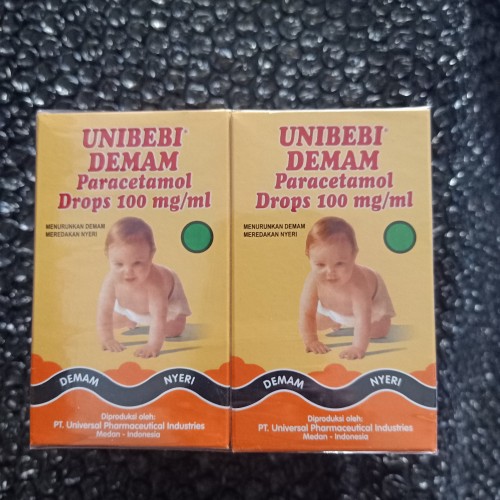 UNIBEBI®
DEMAM
Paracetamol
Drops 100 mg/ml
MENURUNKAN DEMAM
MEREDAKAN NYERI
DEMAM NYERI
Diproduksi oleh:
PT. Universal Pharmaceutical Industries
Medan - Indonesia
UNIBEBI®
DEMAM
Paracetamol
Drops 100 mg/ml
MENURUNKAN DEMAM
MEREDAKAN NYERI
DEMAM NYERI
Diproduksi oleh:
PT. Universal Pharmaceutical Industries
Medan - Indonesia